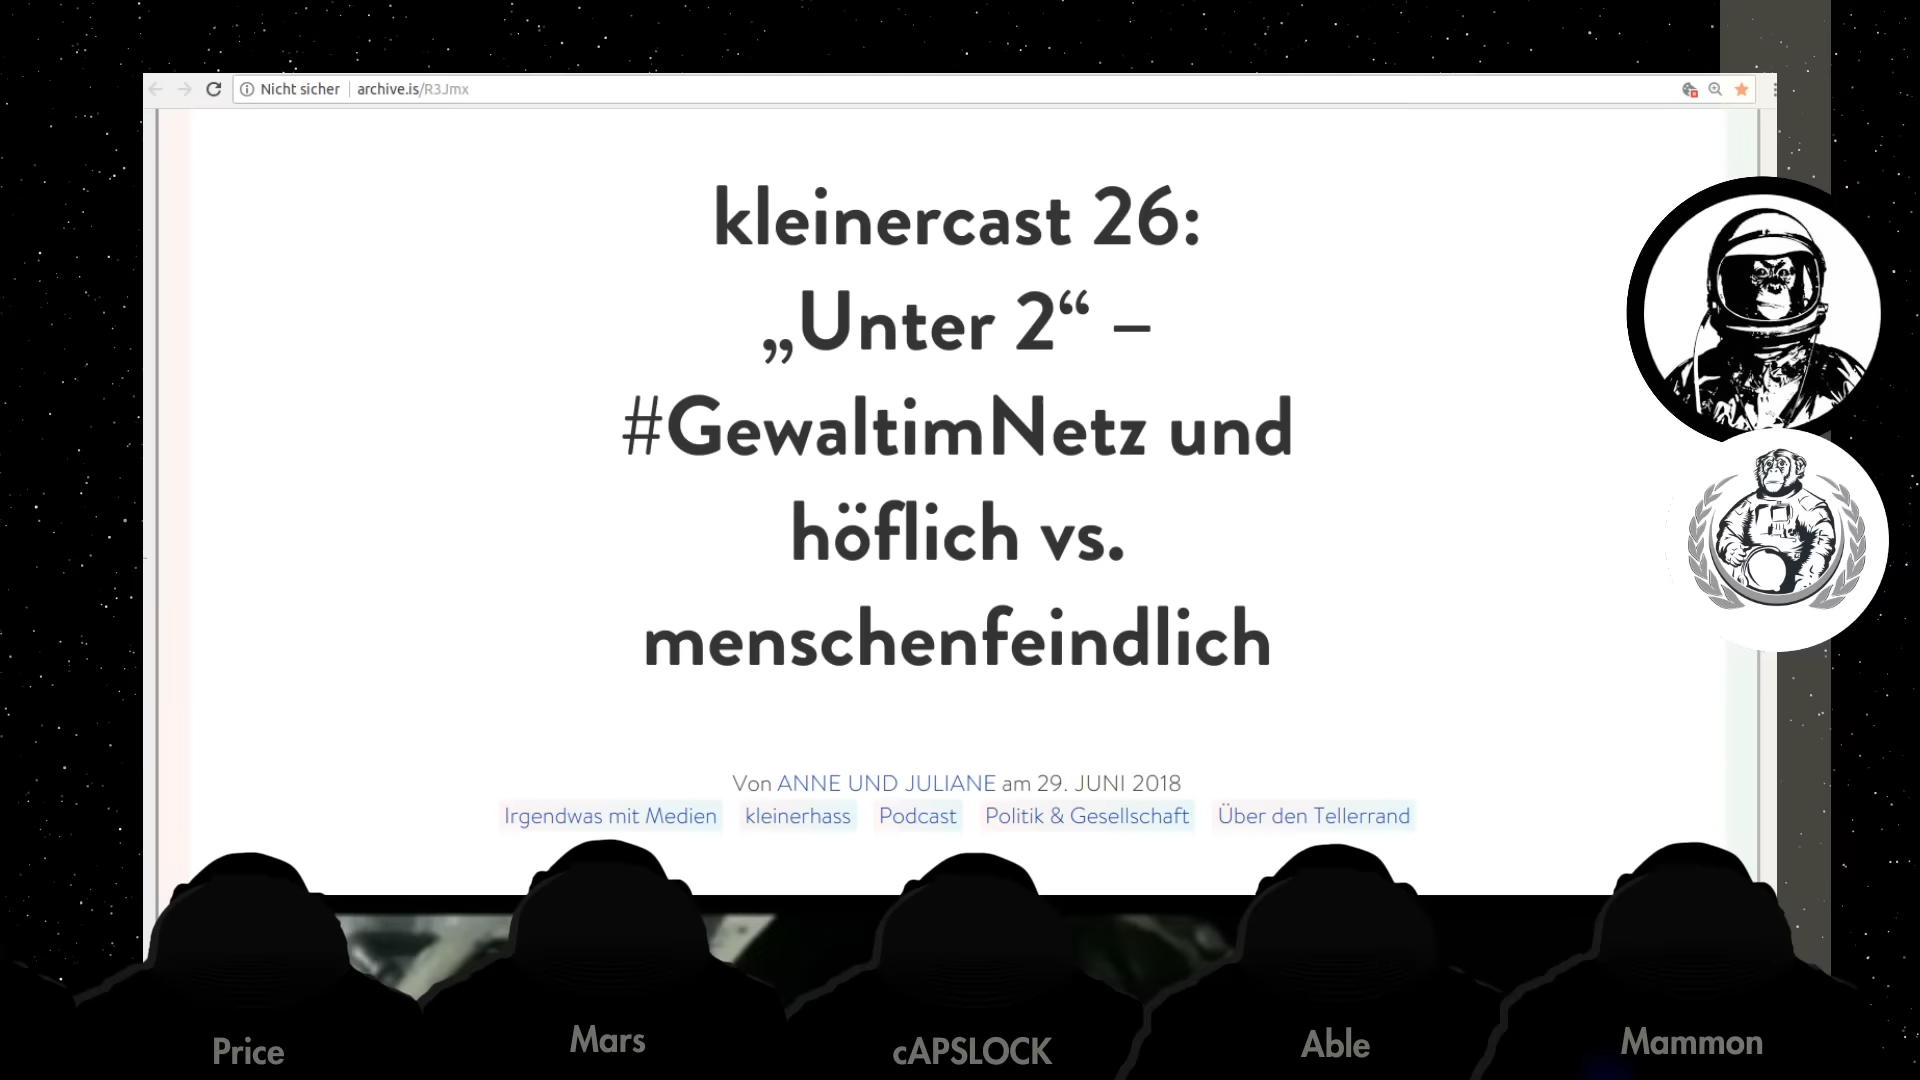 Nicht sicher archive.is/R3Jmx
kleinercast 26:
„Unter 2“ –
#GewaltimNetz und
höflich vs.
menschenfeindlich
Von ANNE UND JULIANE am 29. JUNI 2018
Irgendwas mit Medien kleinerhass Podcast Politik & Gesellschaft Über den Tellerrand
Price Mars cAPSLOCK Able Mammon